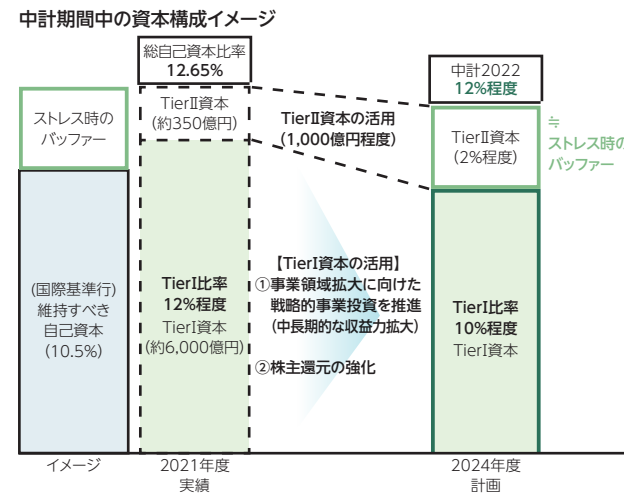 中計期間中の資本構成イメージ
総自己資本比率
12.65%
中計2022
12%程度
ストレス時の
バッファー
TierⅡ資本
(約350億円)
TierⅡ資本の活用
(1,000億円程度)
TierⅡ資本
(2%程度)
≒
ストレス時の
バッファー
(国際基準行)
維持すべき
自己資本
(10.5%)
TierⅠ比率
12%程度
TierⅠ資本
(約6,000億円)
【TierⅠ資本の活用】
①事業領域拡大に向けた
戦略的事業投資を推進
(中長期的な収益力拡大)
②株主還元の強化
TierⅠ比率
10%程度
TierⅠ資本
イメージ
2021年度
実績
2024年度
計画